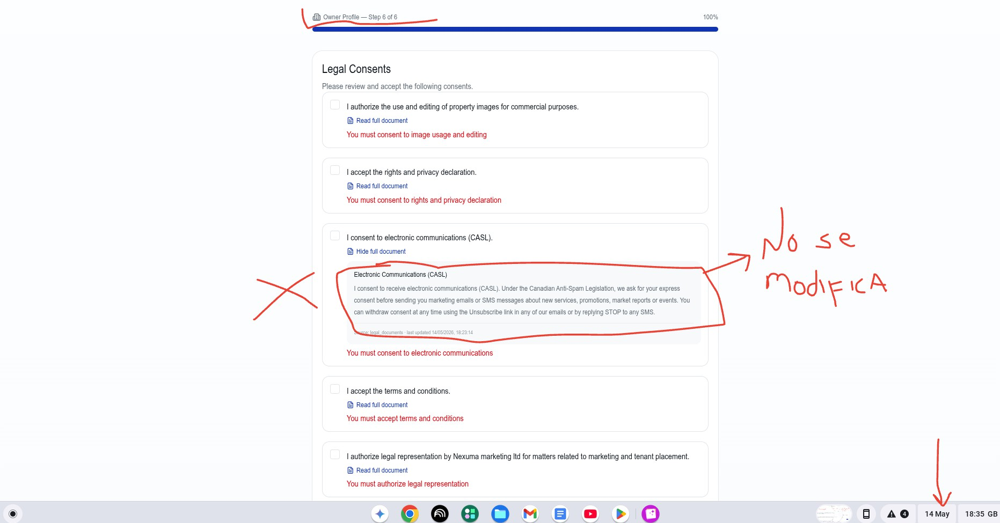 Owner Profile — Step 6 of 6
100%
Legal Consents
Please review and accept the following consents.
I authorize the use and editing of property images for commercial purposes.
Read full document
You must consent to image usage and editing
I accept the rights and privacy declaration.
Read full document
You must consent to rights and privacy declaration
I consent to electronic communications (CASL).
Hide full document
Electronic Communications (CASL)
I consent to receive electronic communications (CASL). Under the Canadian Anti-Spam Legislation, we ask for your express
consent before sending you marketing emails or SMS messages about new services, promotions, market reports or events. You
can withdraw consent at any time using the Unsubscribe link in any of our emails or by replying STOP to any SMS.
Source: legal_documents · last updated 14/05/2026, 18:23:14
You must consent to electronic communications
No se
modifica
I accept the terms and conditions.
Read full document
You must accept terms and conditions
I authorize legal representation by Nexuma marketing ltd for matters related to marketing and tenant placement.
Read full document
You must authorize legal representation
4
14 May
18:35 GB